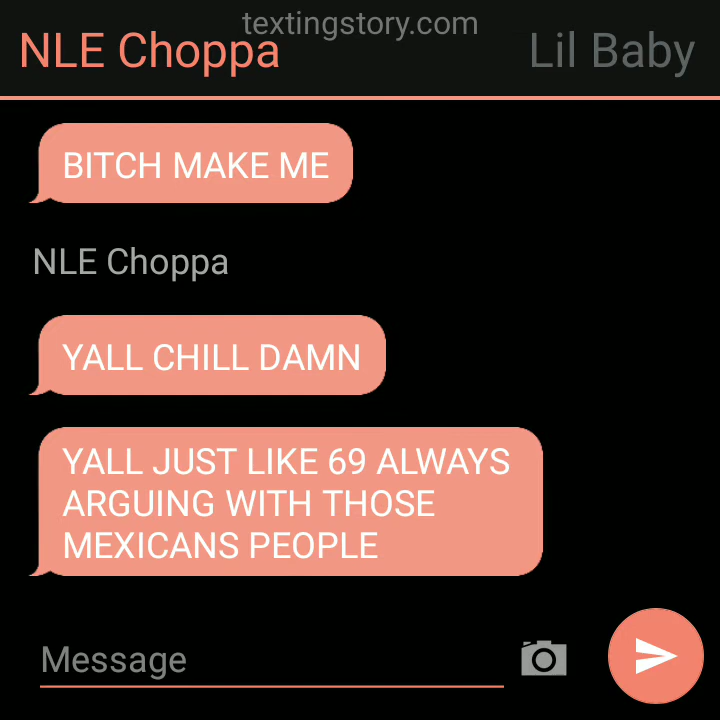 textingstory.com
NLE Choppa
Lil Baby
BITCH MAKE ME
NLE Choppa
YALL CHILL DAMN
YALL JUST LIKE 69 ALWAYS
ARGUING WITH THOSE
MEXICANS PEOPLE
Message